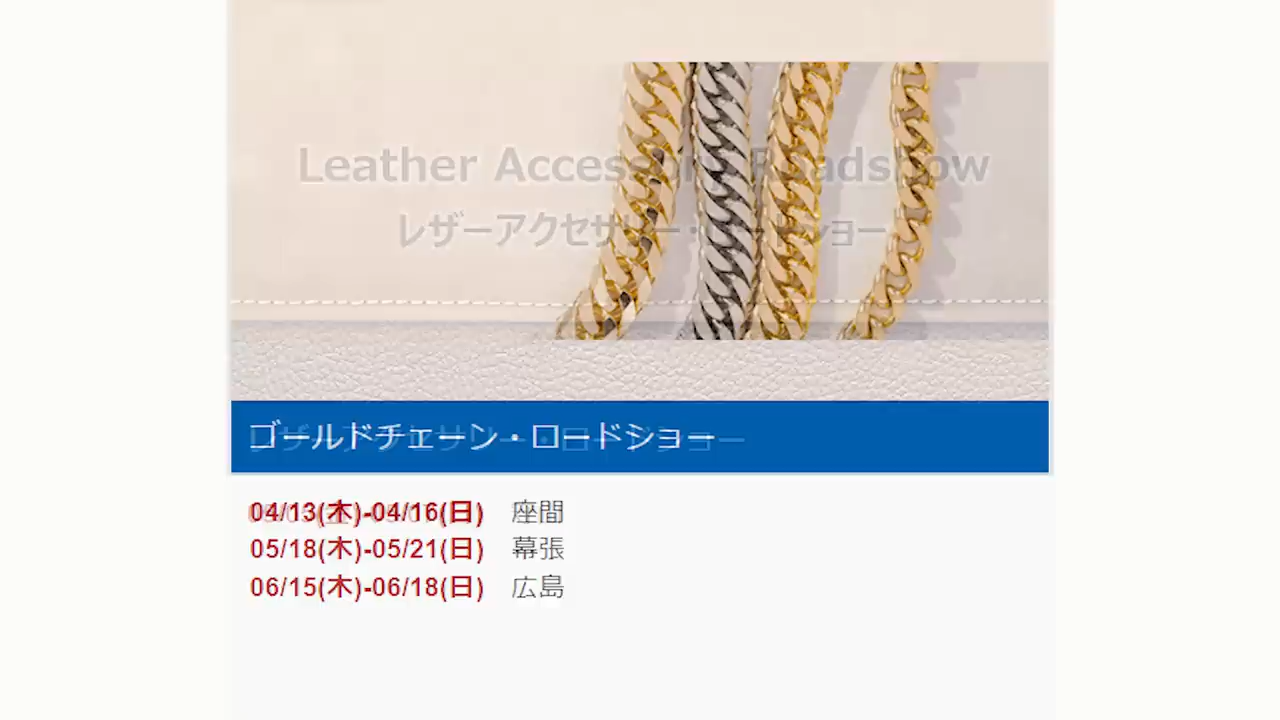 Leather Accessory Roadshow
レザーアクセサリー・ロードショー
ゴールドチェーン・ロードショー
04/13(木)-04/16(日) 座間
05/18(木)-05/21(日) 幕張
06/15(木)-06/18(日) 広島